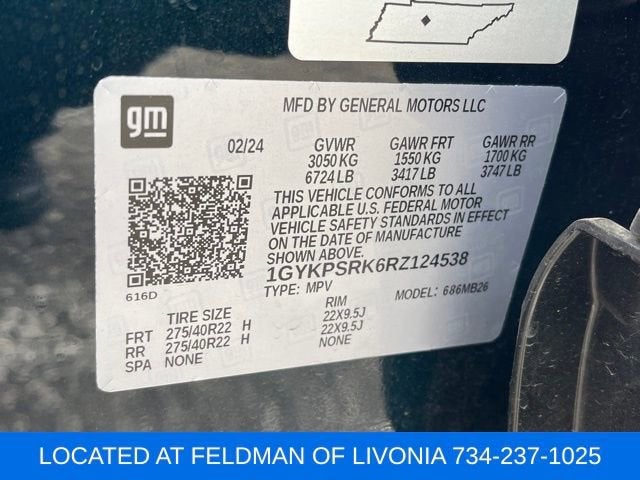 gm
MFD BY GENERAL MOTORS LLC
02/24 GVWR GAWR FRT GAWR RR
3050 KG 1550 KG 1700 KG
6724 LB 3417 LB 3747 LB
THIS VEHICLE CONFORMS TO ALL
APPLICABLE U.S. FEDERAL MOTOR
VEHICLE SAFETY STANDARDS IN EFFECT
ON THE DATE OF MANUFACTURE
1GYKPSRK6RZ124538
616D TYPE: MPV MODEL: 686MB26
TIRE SIZE RIM
FRT 275/40R22 H 22X9.5J
RR 275/40R22 H 22X9.5J
SPA NONE NONE
LOCATED AT FELDMAN OF LIVONIA 734-237-1025